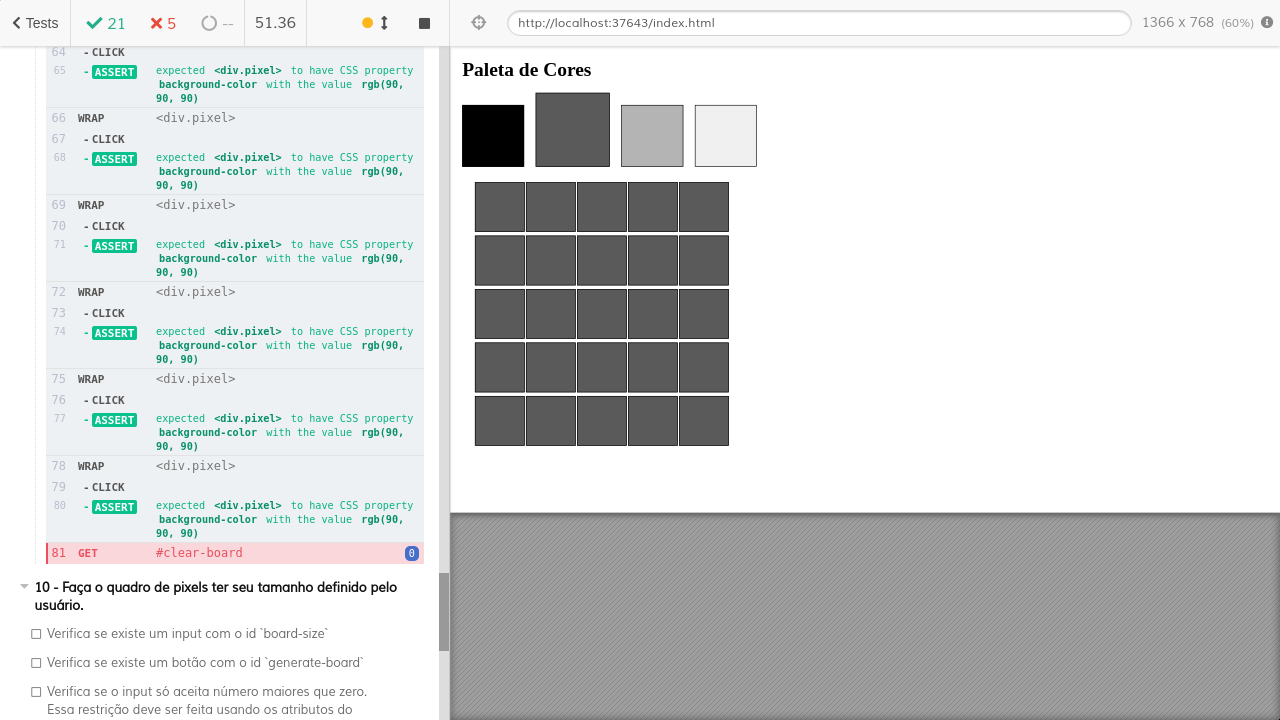 Tests 21 5 -- 51.36
http://localhost:37643/index.html 1366 x 768 (60%)
64 - CLICK
65 - ASSERT expected <div.pixel> to have CSS property
background-color with the value rgb(90,
90, 90)
66 WRAP <div.pixel>
67 - CLICK
68 - ASSERT expected <div.pixel> to have CSS property
background-color with the value rgb(90,
90, 90)
69 WRAP <div.pixel>
70 - CLICK
71 - ASSERT expected <div.pixel> to have CSS property
background-color with the value rgb(90,
90, 90)
72 WRAP <div.pixel>
73 - CLICK
74 - ASSERT expected <div.pixel> to have CSS property
background-color with the value rgb(90,
90, 90)
75 WRAP <div.pixel>
76 - CLICK
77 - ASSERT expected <div.pixel> to have CSS property
background-color with the value rgb(90,
90, 90)
78 WRAP <div.pixel>
79 - CLICK
80 - ASSERT expected <div.pixel> to have CSS property
background-color with the value rgb(90,
90, 90)
81 GET #clear-board 0
10 - Faça o quadro de pixels ter seu tamanho definido pelo
usuário.
Verifica se existe um input com o id `board-size`
Verifica se existe um botão com o id `generate-board`
Verifica se o input só aceita número maiores que zero.
Essa restrição deve ser feita usando os atributos do
Paleta de Cores